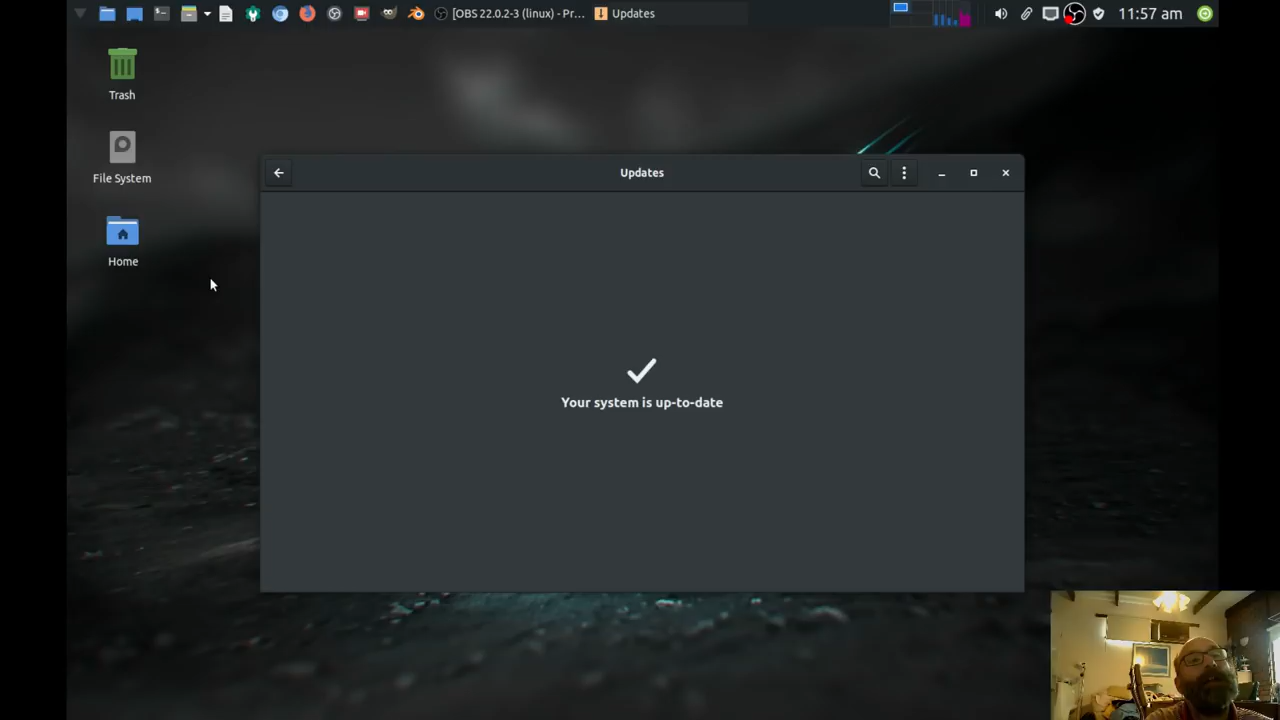 [OBS 22.0.2-3 (linux) - Pr...
Updates
11:57 am
Trash
File System
Home
Updates
Your system is up-to-date